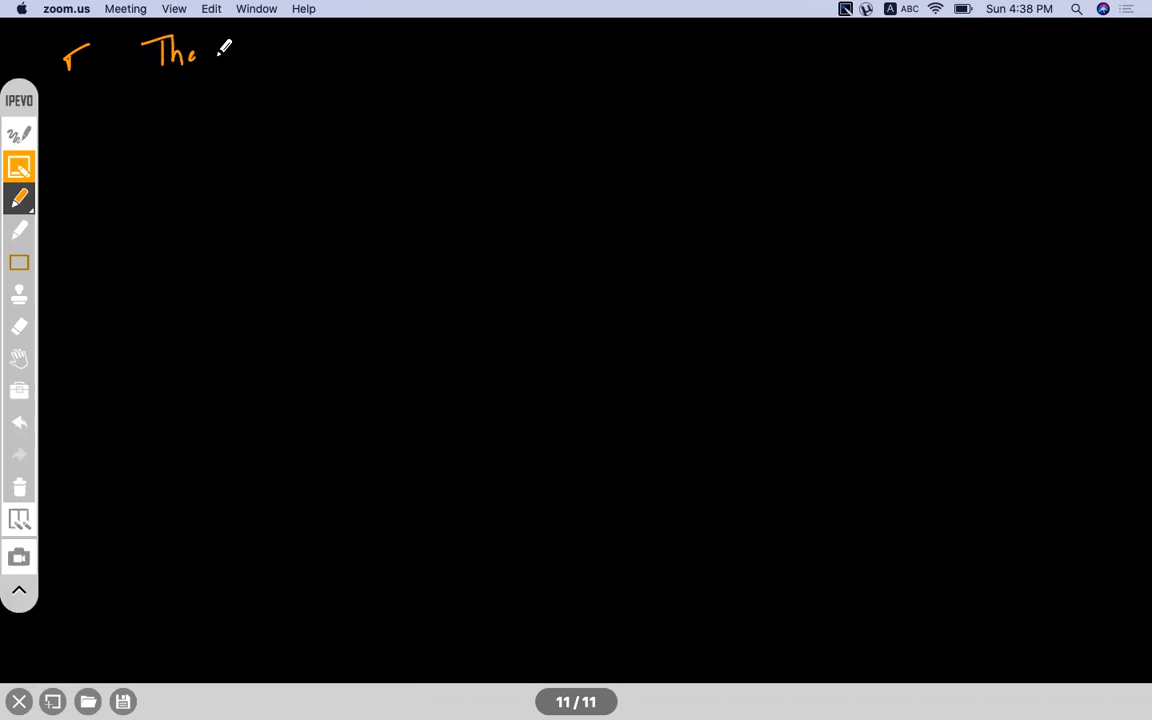 zoom.us Meeting View Edit Window Help A ABC Sun 4:38 PM
The
IPEVO
11 / 11